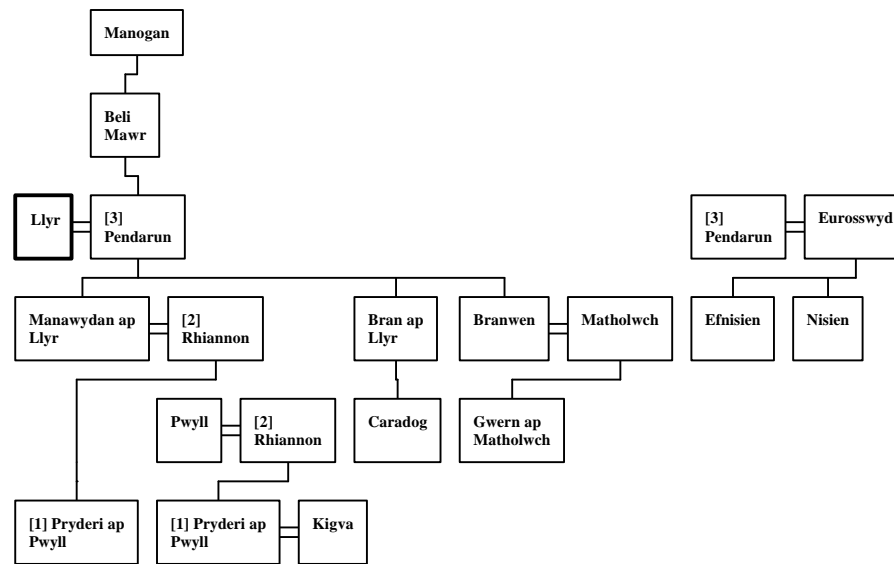 Manogan
Beli
Mawr
Llyr
[3]
Pendarun
[3]
Pendarun
Eurosswyd
Manawydan ap
Llyr
[2]
Rhiannon
Bran ap
Llyr
Branwen
Matholwch
Efnisien
Nisien
Pwyll
[2]
Rhiannon
Caradog
Gwern ap
Matholwch
[1] Pryderi ap
Pwyll
[1] Pryderi ap
Pwyll
Kigva